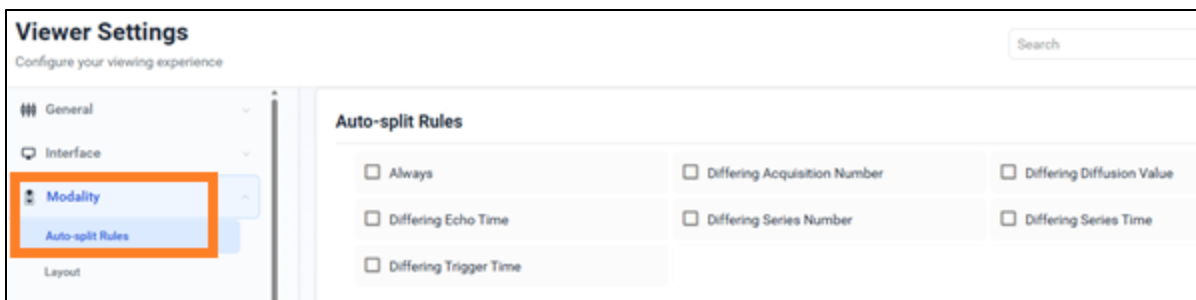 Viewer Settings
Configure your viewing experience
Search
General
Interface
Modality
Auto-split Rules
Layout
Auto-split Rules
Always
Differing Acquisition Number
Differing Diffusion Value
Differing Echo Time
Differing Series Number
Differing Series Time
Differing Trigger Time